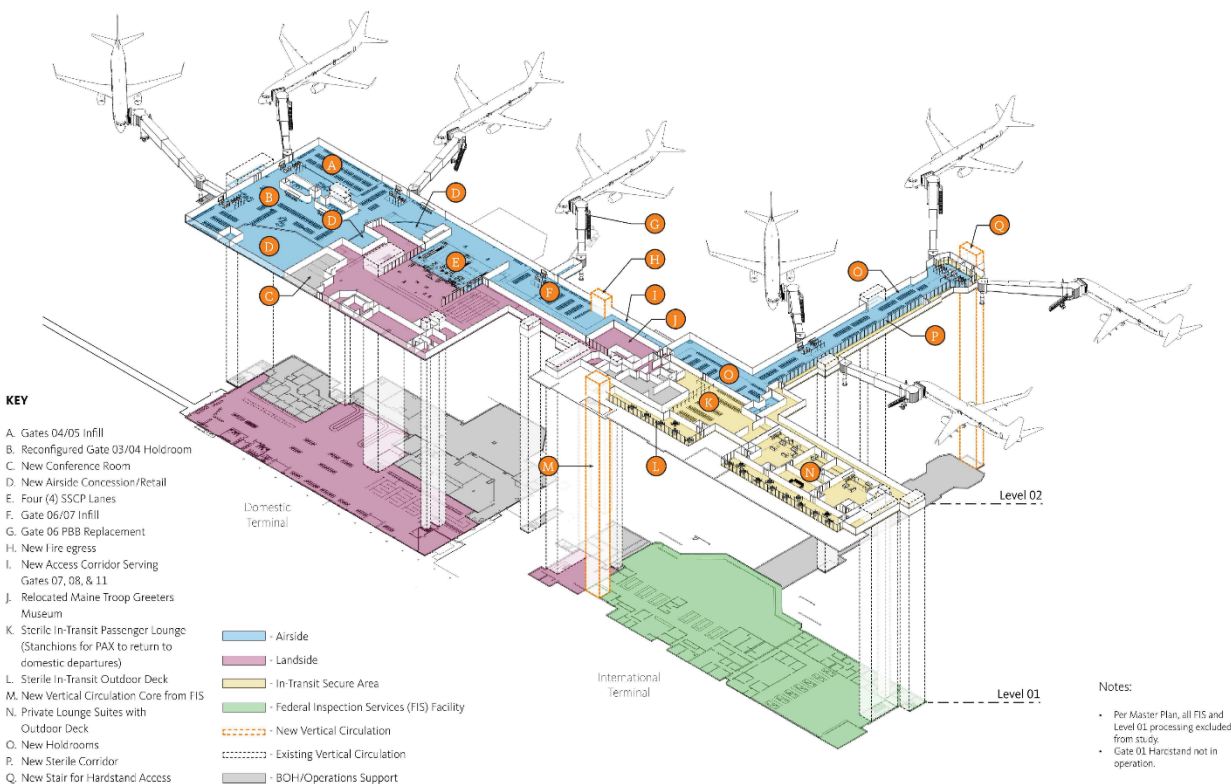 A
B
D
D
D
E
C
F
G
H
I
J
O
K
L
M
N
O
P
Q
Level 02
Level 01
Domestic
Terminal
International
Terminal
KEY
A. Gates 04/05 Infill
B. Reconfigured Gate 03/04 Holdroom
C. New Conference Room
D. New Airside Concession/Retail
E. Four (4) SSCP Lanes
F. Gate 06/07 Infill
G. Gate 06 PBB Replacement
H. New Fire egress
I. New Access Corridor Serving
Gates 07, 08, & 11
J. Relocated Maine Troop Greeters
Museum
K. Sterile In-Transit Passenger Lounge
(Stanchions for PAX to return to
domestic departures)
L. Sterile In-Transit Outdoor Deck
M. New Vertical Circulation Core from FIS
N. Private Lounge Suites with
Outdoor Deck
O. New Holdrooms
P. New Sterile Corridor
Q. New Stair for Hardstand Access
- Airside
- Landside
- In-Transit Secure Area
- Federal Inspection Services (FIS) Facility
- New Vertical Circulation
- Existing Vertical Circulation
- BOH/Operations Support
Notes:
• Per Master Plan, all FIS and
Level 01 processing excluded
from study.
• Gate 01 Hardstand not in
operation.